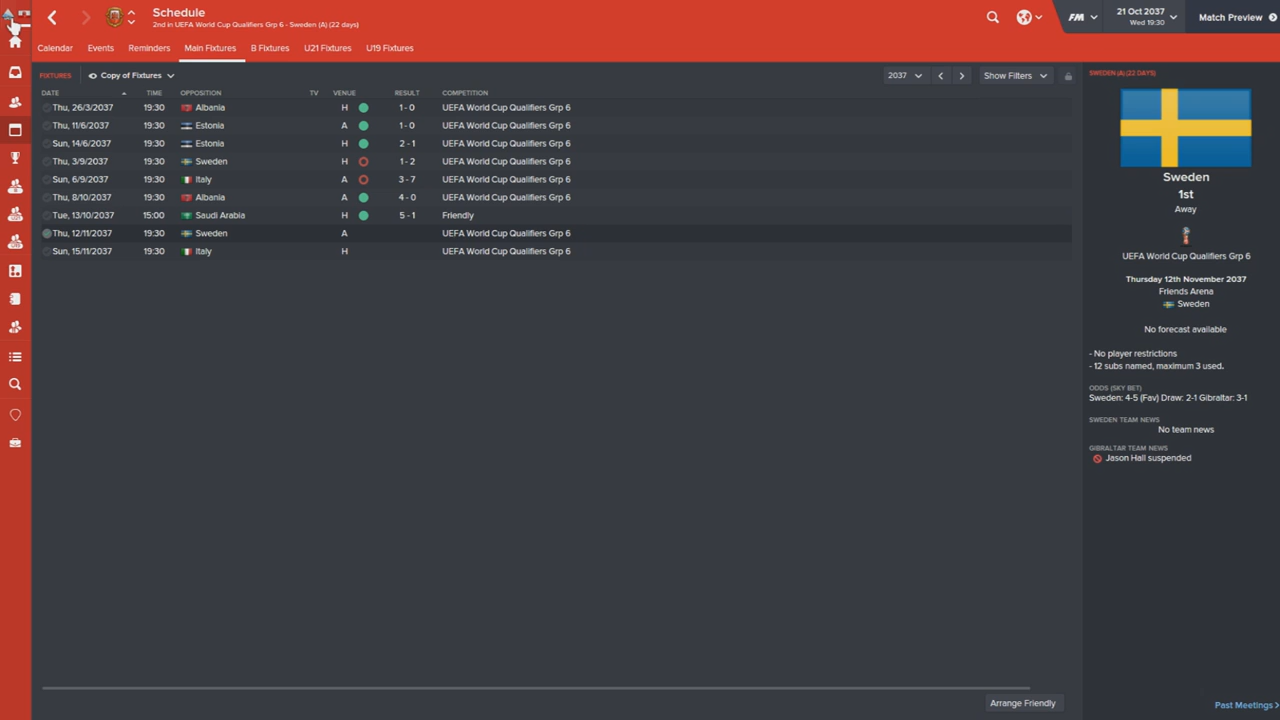 Schedule
2nd in UEFA World Cup Qualifiers Grp 6 - Sweden (A) (22 days)
FM
21 Oct 2037
Wed 19:30
Match Preview
Calendar Events Reminders Main Fixtures B Fixtures U21 Fixtures U19 Fixtures
FIXTURES Copy of Fixtures 2037 Show Filters
DATE TIME OPPOSITION TV VENUE RESULT COMPETITION
Thu, 26/3/2037 19:30 Albania H 1 - 0 UEFA World Cup Qualifiers Grp 6
Thu, 11/6/2037 19:30 Estonia A 1 - 0 UEFA World Cup Qualifiers Grp 6
Sun, 14/6/2037 19:30 Estonia H 2 - 1 UEFA World Cup Qualifiers Grp 6
Thu, 3/9/2037 19:30 Sweden H 1 - 2 UEFA World Cup Qualifiers Grp 6
Sun, 6/9/2037 19:30 Italy A 3 - 7 UEFA World Cup Qualifiers Grp 6
Thu, 8/10/2037 19:30 Albania A 4 - 0 UEFA World Cup Qualifiers Grp 6
Tue, 13/10/2037 15:00 Saudi Arabia H 5 - 1 Friendly
Thu, 12/11/2037 19:30 Sweden A UEFA World Cup Qualifiers Grp 6
Sun, 15/11/2037 19:30 Italy H UEFA World Cup Qualifiers Grp 6
SWEDEN (A) (22 DAYS)
Sweden
1st
Away
UEFA World Cup Qualifiers Grp 6
Thursday 12th November 2037
Friends Arena
Sweden
No forecast available
- No player restrictions
- 12 subs named, maximum 3 used.
ODDS (SKY BET)
Sweden: 4-5 (Fav) Draw: 2-1 Gibraltar: 3-1
SWEDEN TEAM NEWS
No team news
GIBRALTAR TEAM NEWS
Jason Hall suspended
Arrange Friendly
Past Meetings >